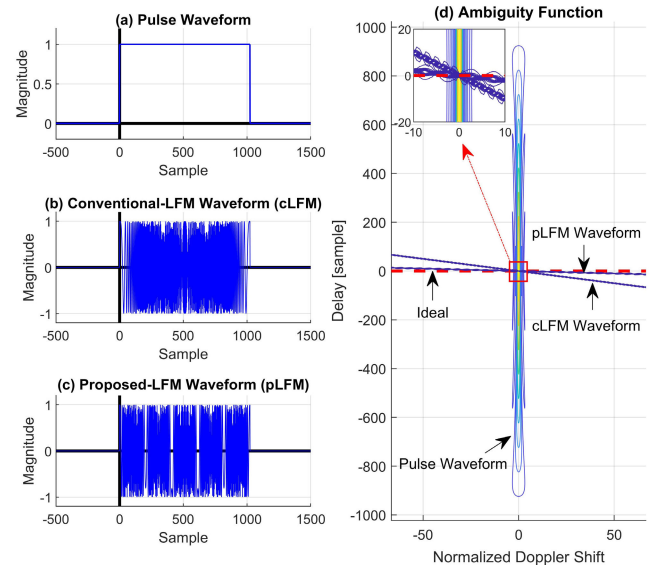 (a) Pulse Waveform
1
0.5
0
Magnitude
-500
0
500
1000
1500
Sample
(b) Conventional-LFM Waveform (cLFM)
1
0
-1
Magnitude
-500
0
500
1000
1500
Sample
(c) Proposed-LFM Waveform (pLFM)
1
0
-1
Magnitude
-500
0
500
1000
1500
Sample
(d) Ambiguity Function
1000
800
600
400
200
0
-200
-400
-600
-800
-1000
Delay [sample]
20
0
-20
-10
0
10
pLFM Waveform
Ideal
cLFM Waveform
Pulse Waveform
-50
0
50
Normalized Doppler Shift